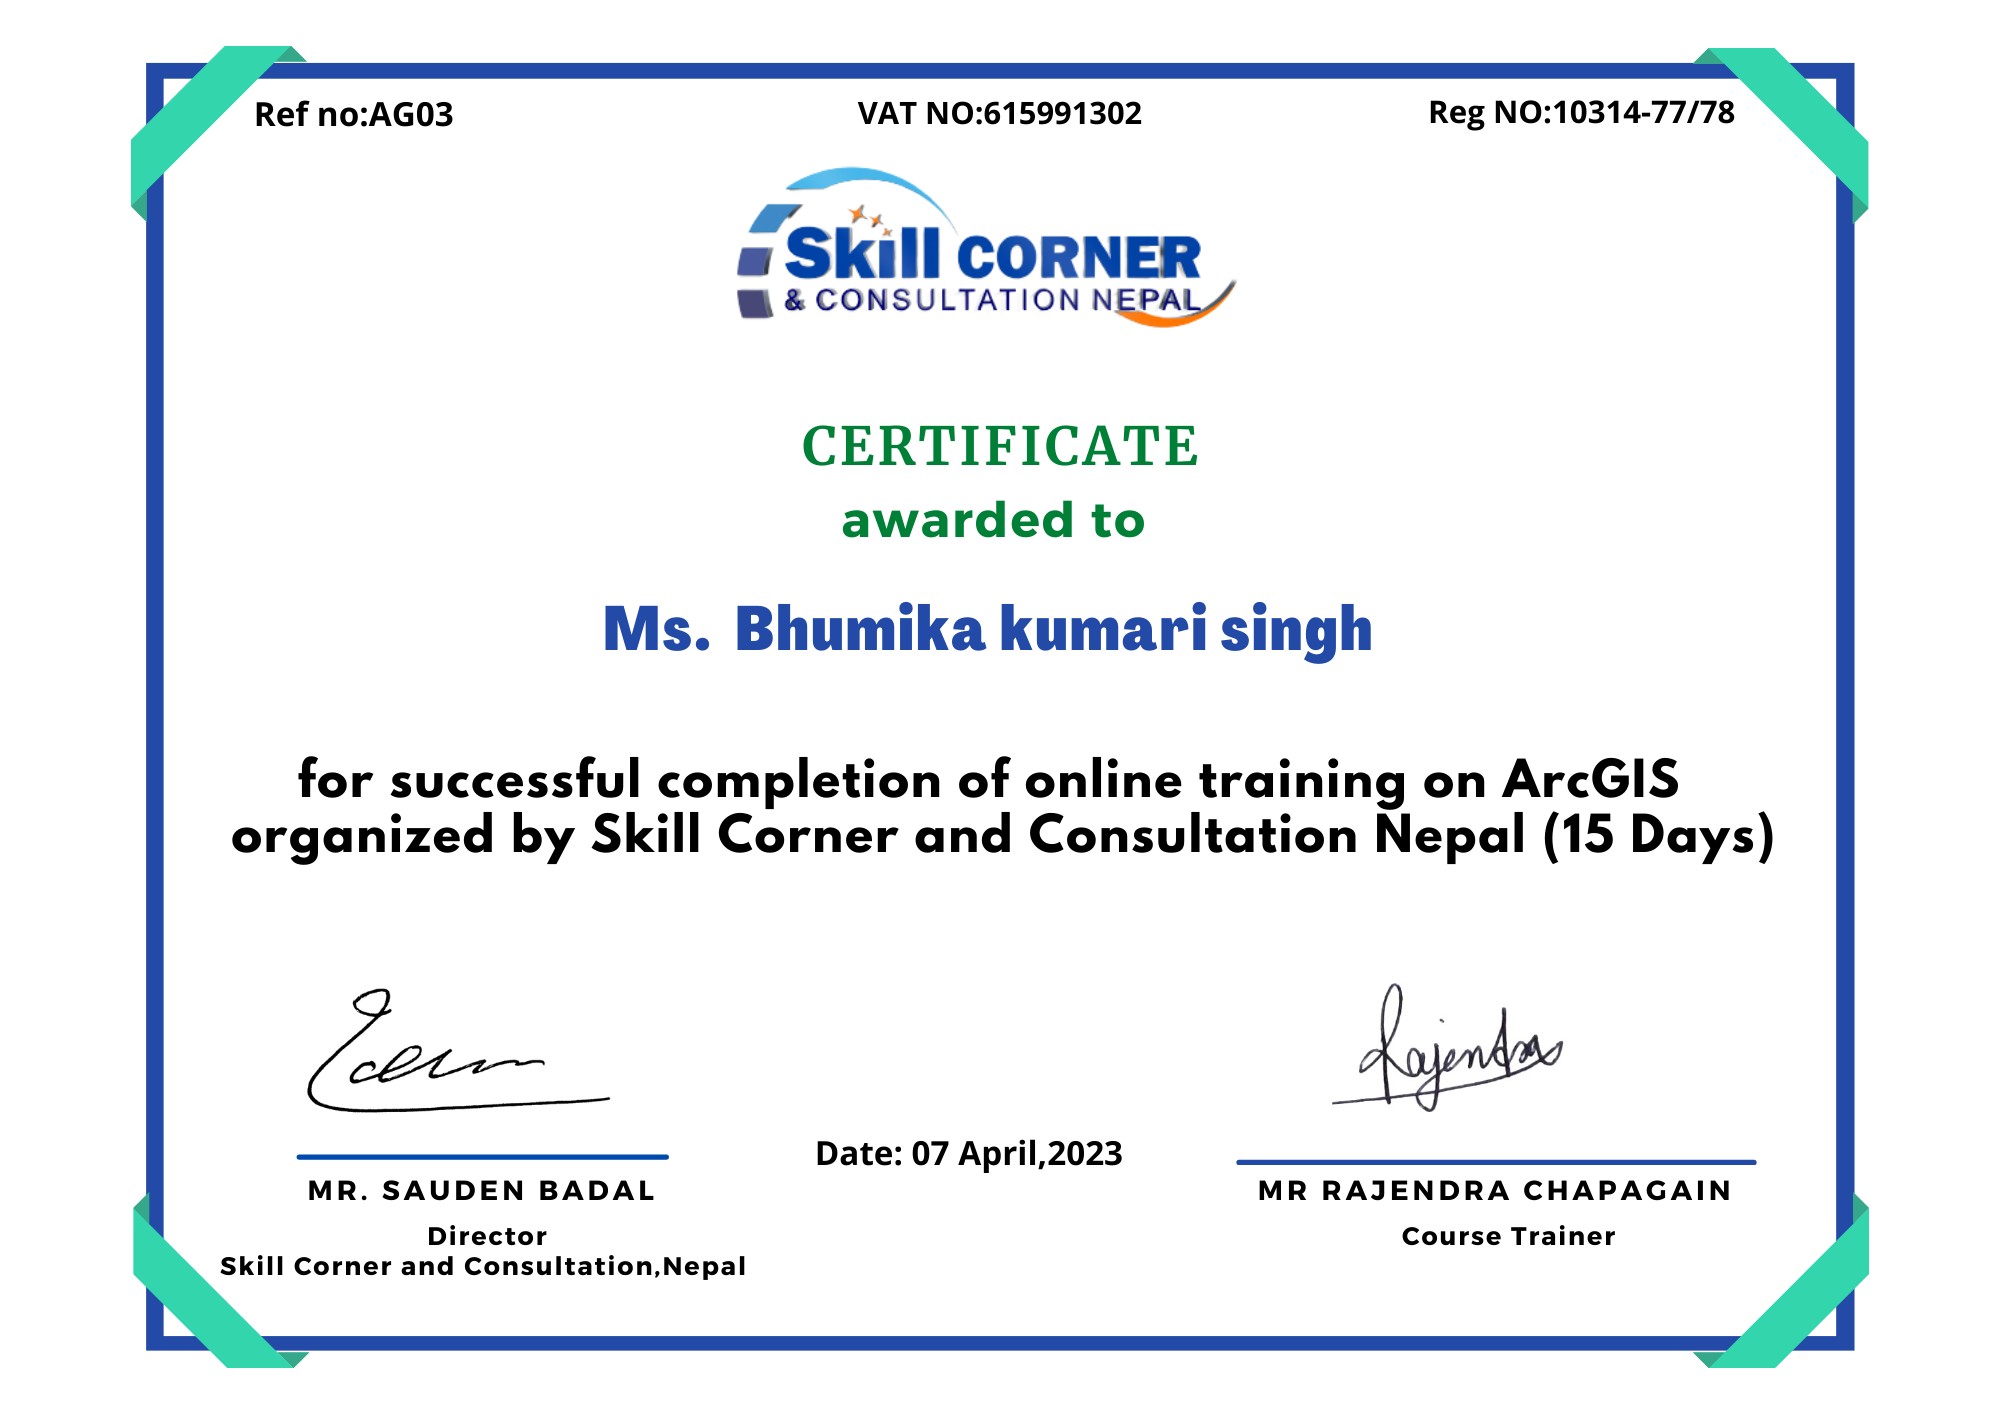 Ref no:AG03
VAT NO:615991302
Reg NO:10314-77/78
Skill CORNER
& CONSULTATION NEPAL
CERTIFICATE
awarded to
Ms. Bhumika kumari singh
for successful completion of online training on ArcGIS
organized by Skill Corner and Consultation Nepal (15 Days)
Rajendra
Date: 07 April,2023
MR. SAUDEN BADAL
Director
Skill Corner and Consultation,Nepal
MR RAJENDRA CHAPAGAIN
Course Trainer